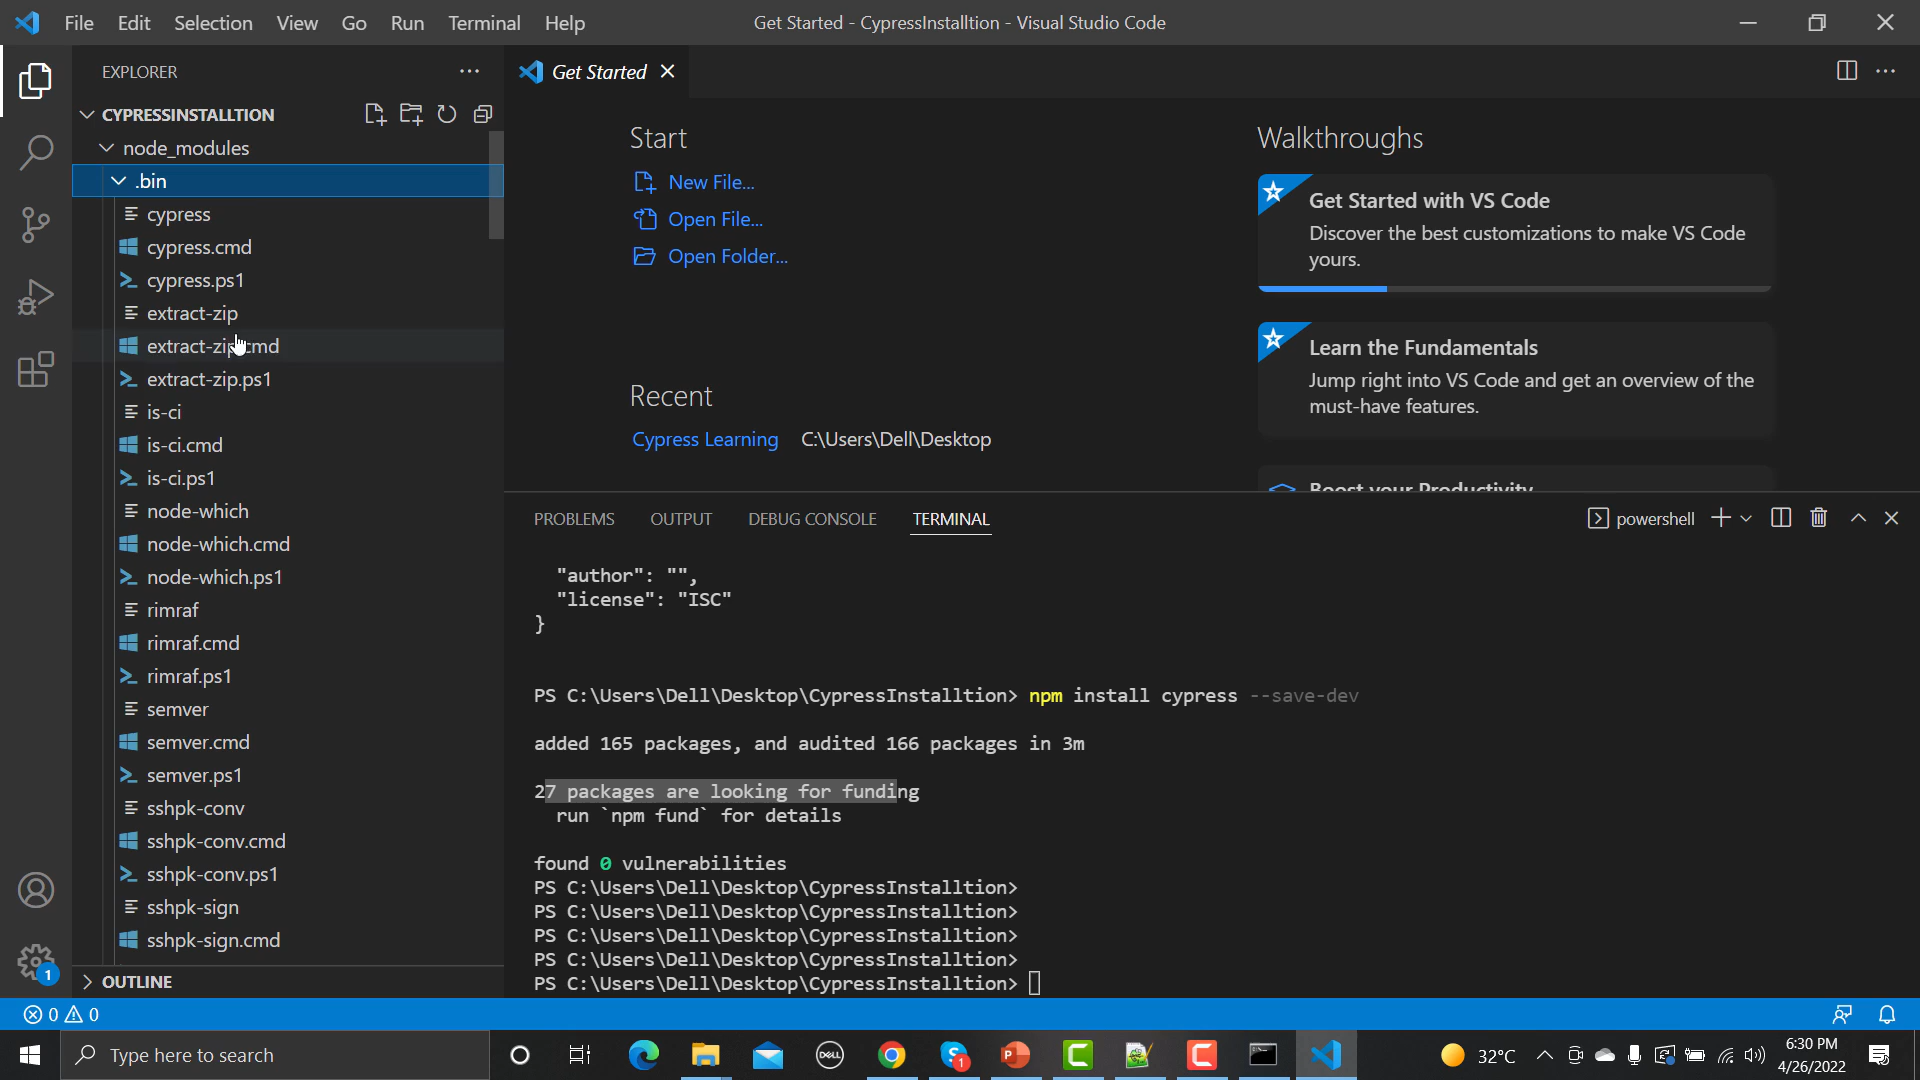 File Edit Selection View Go Run Terminal Help
Get Started - CypressInstalltion - Visual Studio Code
EXPLORER
Get Started
CYPRESSINSTALLTION
node_modules
.bin
cypress
cypress.cmd
cypress.ps1
extract-zip
extract-zip.cmd
extract-zip.ps1
is-ci
is-ci.cmd
is-ci.ps1
node-which
node-which.cmd
node-which.ps1
rimraf
rimraf.cmd
rimraf.ps1
semver
semver.cmd
semver.ps1
sshpk-conv
sshpk-conv.cmd
sshpk-conv.ps1
sshpk-sign
sshpk-sign.cmd
OUTLINE
Start
New File...
Open File...
Open Folder...
Recent
Cypress Learning C:\Users\Dell\Desktop
Walkthroughs
Get Started with VS Code
Discover the best customizations to make VS Code
yours.
Learn the Fundamentals
Jump right into VS Code and get an overview of the
must-have features.
Boost your Productivity
PROBLEMS OUTPUT DEBUG CONSOLE TERMINAL
powershell
"author": "",
"license": "ISC"
}
PS C:\Users\Dell\Desktop\CypressInstalltion> npm install cypress --save-dev
added 165 packages, and audited 166 packages in 3m
27 packages are looking for funding
run `npm fund` for details
found 0 vulnerabilities
PS C:\Users\Dell\Desktop\CypressInstalltion>
PS C:\Users\Dell\Desktop\CypressInstalltion>
PS C:\Users\Dell\Desktop\CypressInstalltion>
PS C:\Users\Dell\Desktop\CypressInstalltion>
PS C:\Users\Dell\Desktop\CypressInstalltion>
1
0 0
Type here to search
DELL
1
P
32°C
6:30 PM
4/26/2022